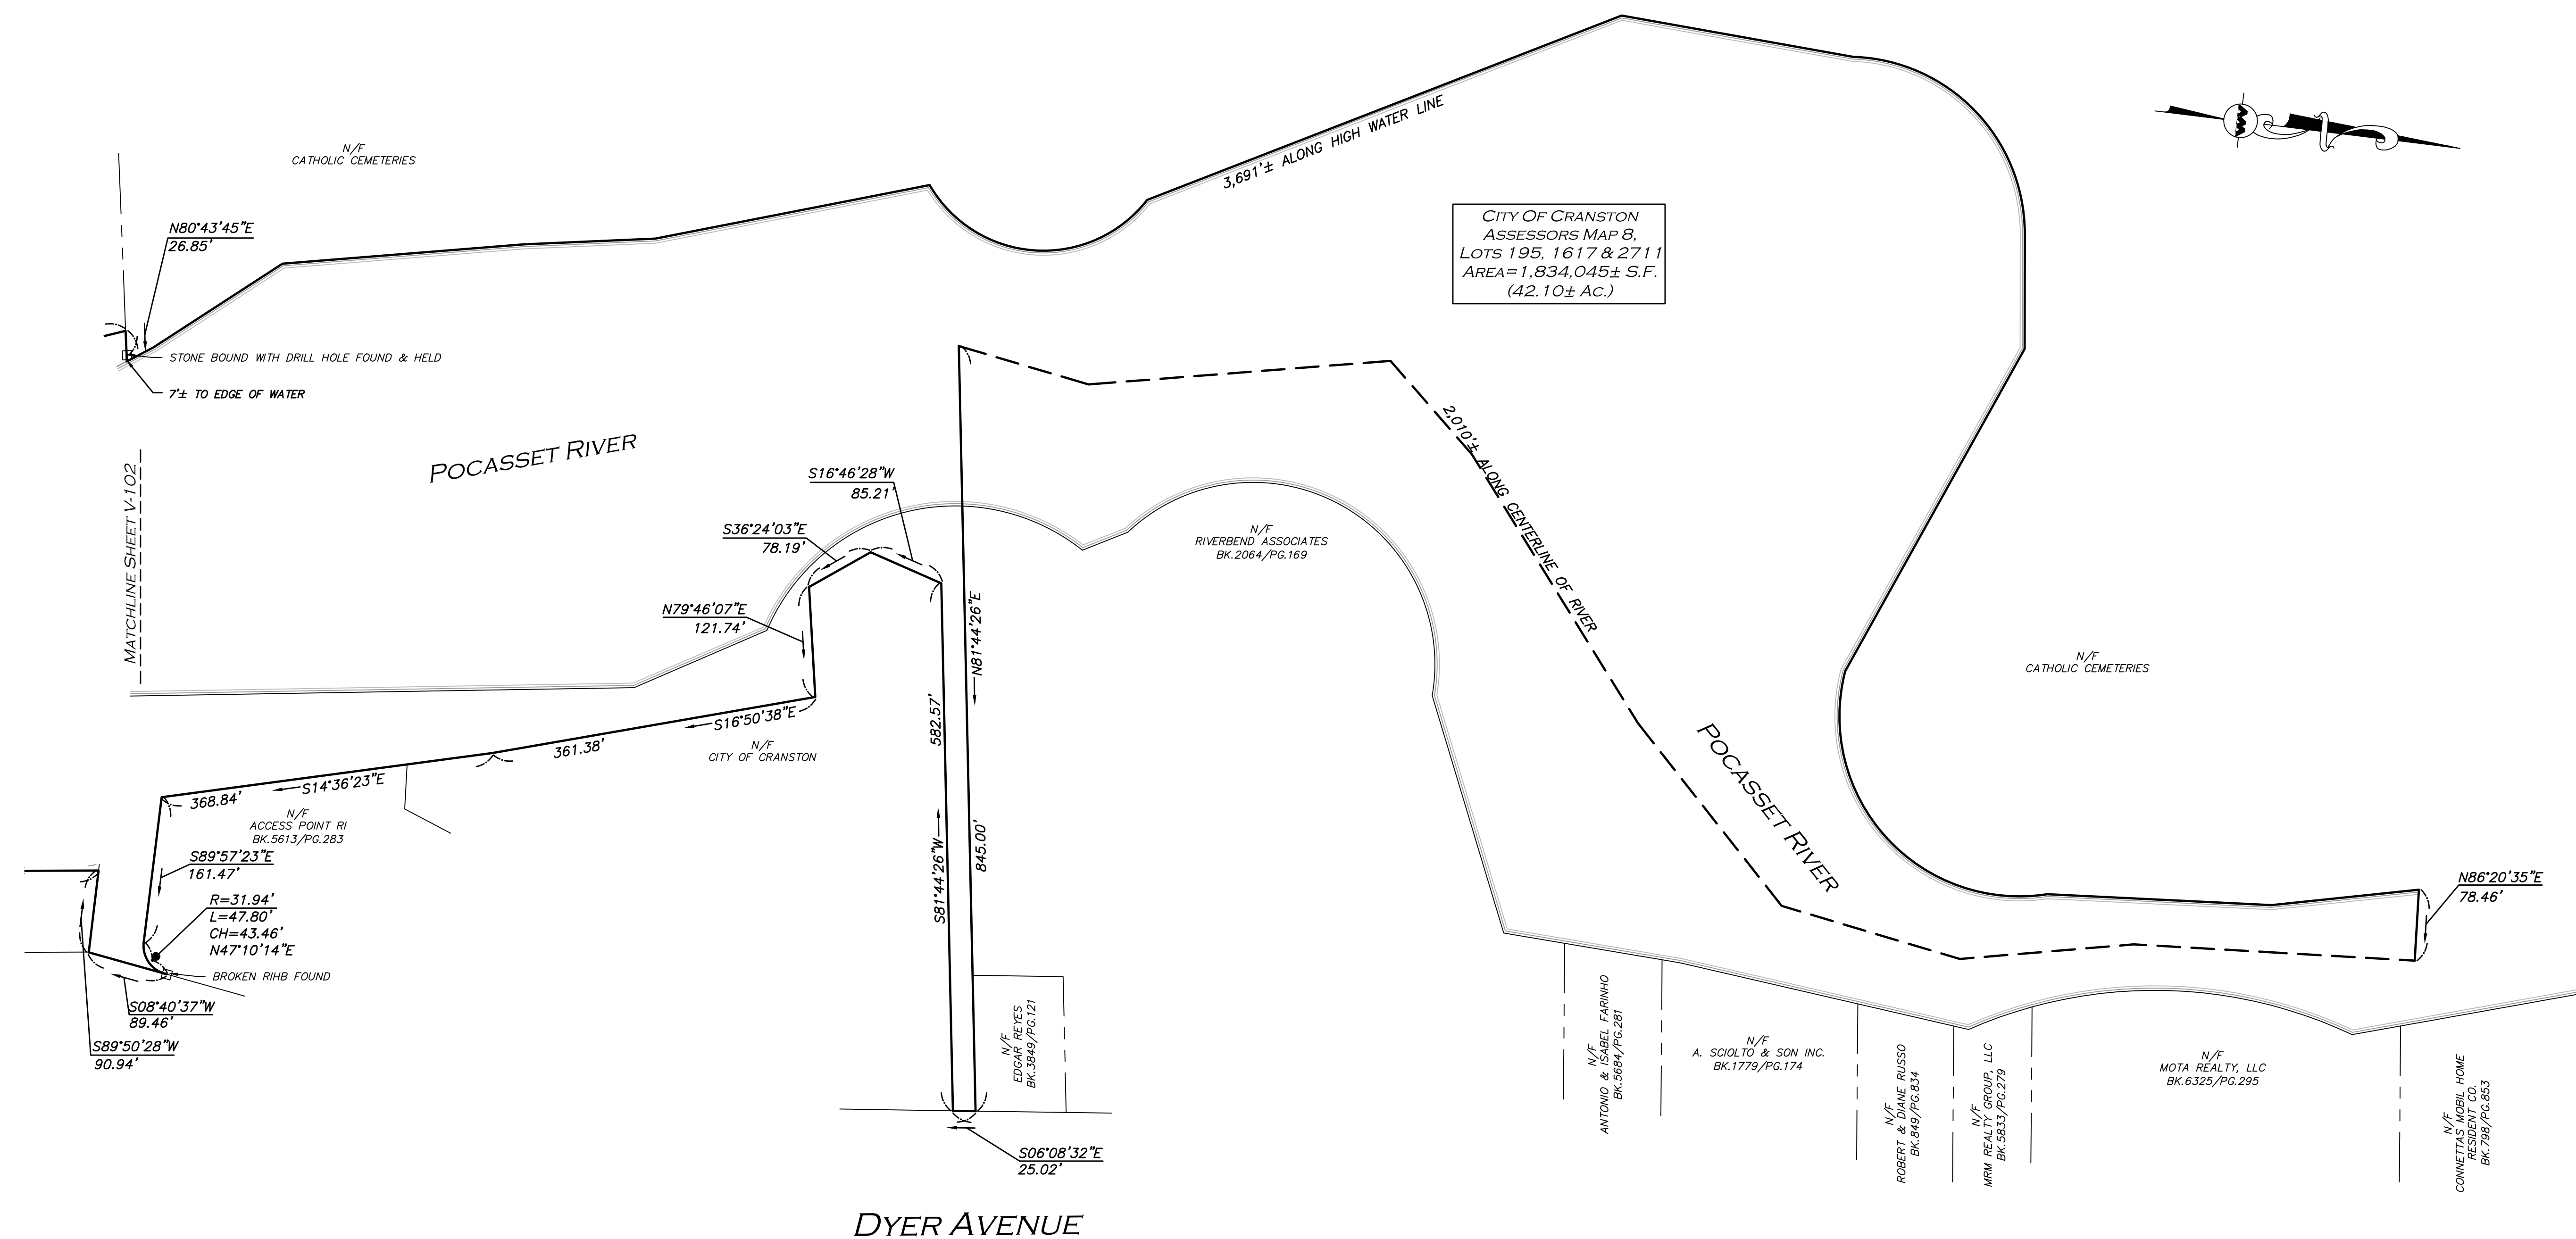 N/F
CATHOLIC CEMETERIES
N80°43'45"E
26.85'
STONE BOUND WITH DRILL HOLE FOUND & HELD
7'± TO EDGE OF WATER
3,691'± ALONG HIGH WATER LINE
CITY OF CRANSTON
ASSESSORS MAP 8,
LOTS 195, 1617 & 2711
AREA=1,834,045± S.F.
(42.10± AC.)
MATCHLINE SHEET V-102
POCASSET RIVER
S16°46'28"W
85.21'
S36°24'03"E
78.19'
N79°46'07"E
121.74'
N/F
RIVERBEND ASSOCIATES
BK.2064/PG.169
2,010'± ALONG CENTERLINE OF RIVER
N81°44'26"E
845.00'
582.57'
S81°44'26"W
S16°50'38"E
361.38'
N/F
CITY OF CRANSTON
S14°36'23"E
368.84'
N/F
ACCESS POINT RI
BK.5613/PG.283
S89°57'23"E
161.47'
R=31.94'
L=47.80'
CH=43.46'
N47°10'14"E
BROKEN RIHB FOUND
S08°40'37"W
89.46'
S89°50'28"W
90.94'
N/F
CATHOLIC CEMETERIES
POCASSET RIVER
N86°20'35"E
78.46'
N/F
EDGAR REYES
BK.3849/PG.121
S06°08'32"E
25.02'
N/F
ANTONIO & ISABEL FARINHO
BK.5684/PG.281
N/F
A. SCIOLTO & SON INC.
BK.1779/PG.174
N/F
ROBERT & DIANE RUSSO
BK.849/PG.834
N/F
MRM REALTY GROUP, LLC
BK.5833/PG.279
N/F
MOTA REALTY, LLC
BK.6325/PG.295
N/F
CONNETTAS MOBIL HOME
RESIDENT CO.
BK.798/PG.853
DYER AVENUE